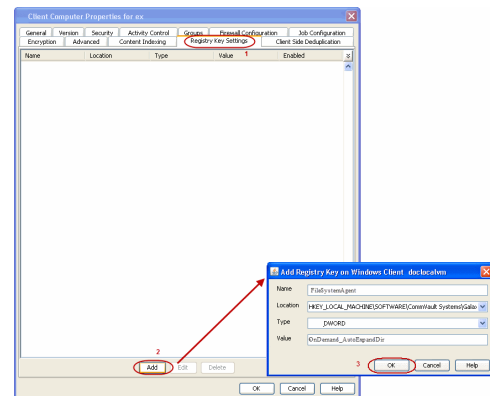 Client Computer Properties for ex
General Version Security Activity Control Groups Firewall Configuration Job Configuration
Encryption Advanced Content Indexing Registry Key Settings Client Side Deduplication
Name Location Type Value 1 Enabled
Add Registry Key on Windows Client doclocalvm
Name FileSystemAgent
Location HKEY_LOCAL_MACHINE\SOFTWARE\CommVault Systems\Galax
Type _DWORD
Value OnDemand_AutoExpandDir
3 OK Cancel Help
2
Add Edit Delete
OK Cancel Help